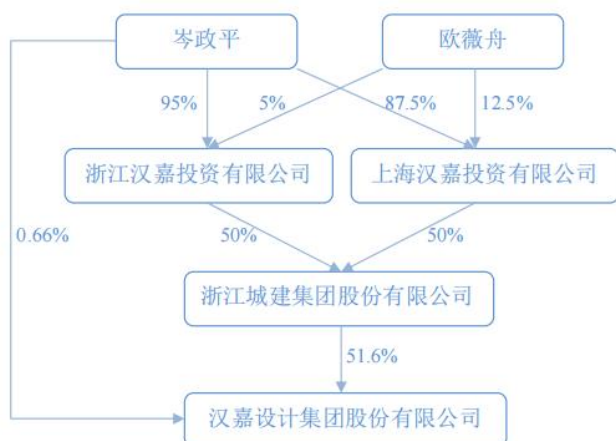 岑政平
欧薇舟
95%
5%
87.5%
12.5%
浙江汉嘉投资有限公司
上海汉嘉投资有限公司
0.66%
50%
50%
浙江城建集团股份有限公司
51.6%
汉嘉设计集团股份有限公司